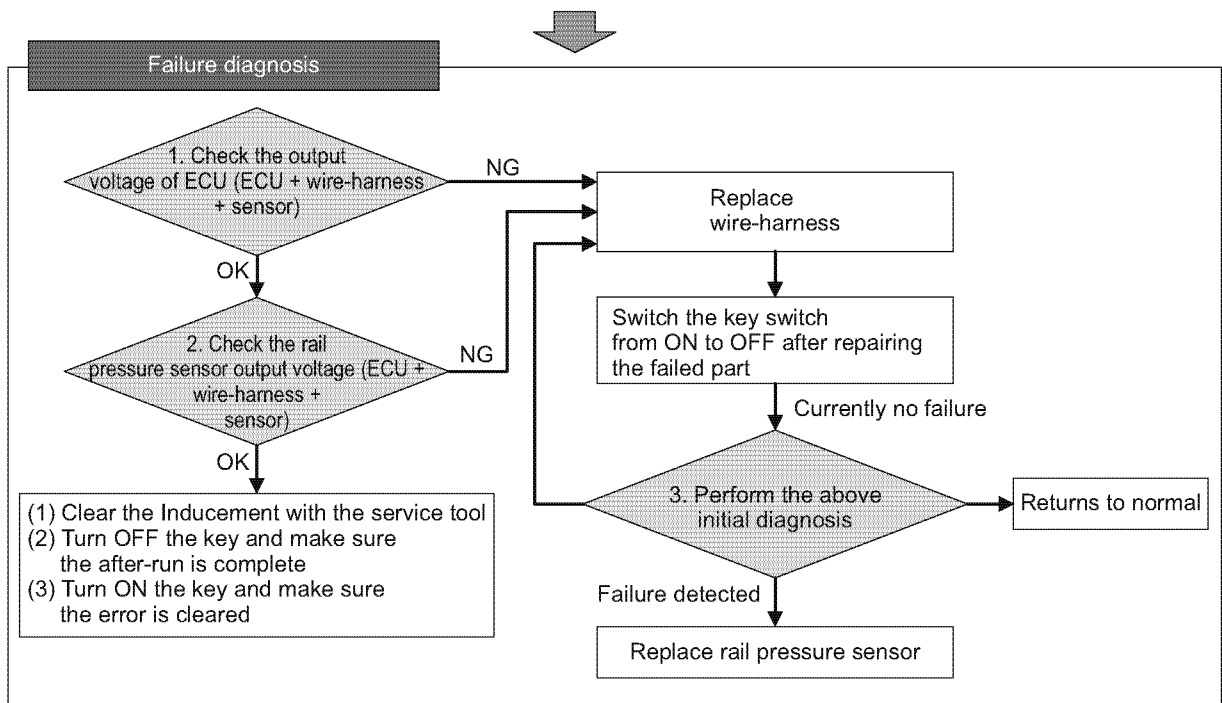 Failure diagnosis
1. Check the output
voltage of ECU (ECU + wire-harness
+ sensor)
NG
OK
2. Check the rail
pressure sensor output voltage (ECU +
wire-harness +
sensor)
NG
OK
(1) Clear the Inducement with the service tool
(2) Turn OFF the key and make sure
the after-run is complete
(3) Turn ON the key and make sure
the error is cleared
Replace
wire-harness
Switch the key switch
from ON to OFF after repairing
the failed part
Currently no failure
3. Perform the above
initial diagnosis
Returns to normal
Failure detected
Replace rail pressure sensor